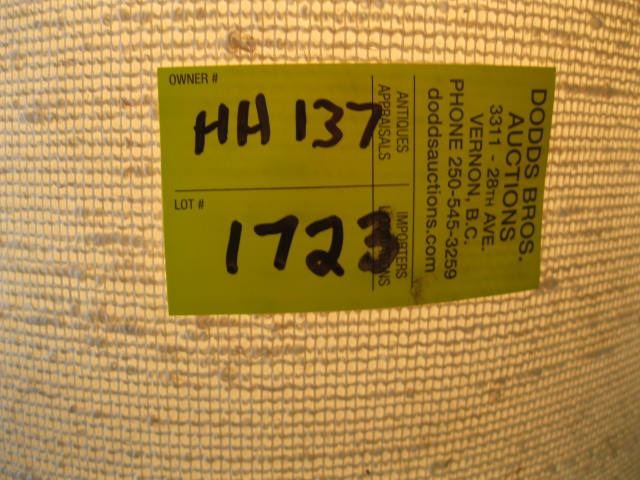 OWNER #
HH 137
LOT #
1723
ANTIQUES
APPRAISALS
IMPORTERS
DODDS BROS.
AUCTIONS
3311 - 28TH AVE.
VERNON, B.C.
PHONE 250-545-3259
doddsauctions.com